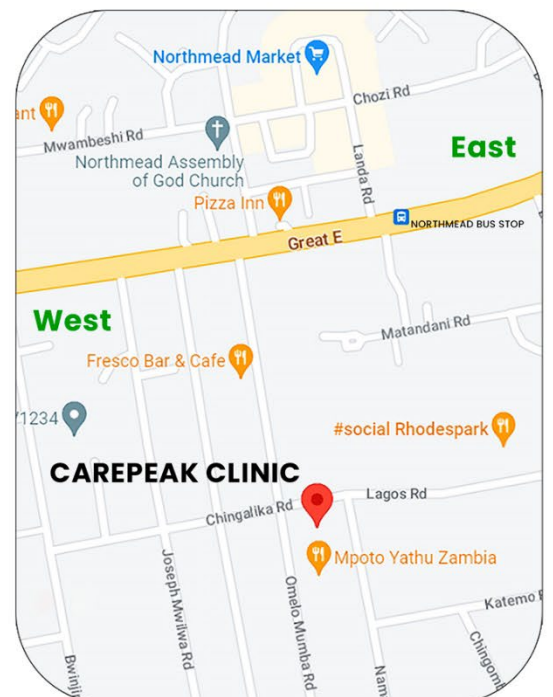 Northmead Market
Chozi Rd
ant
Mwambeshi Rd
East
Northmead Assembly
of God Church
Landa Rd
Pizza Inn
NORTHMEAD BUS STOP
Great E
West
Matandani Rd
Fresco Bar & Cafe
/1234
#social Rhodespark
CAREPEAK CLINIC
Lagos Rd
Chingalika Rd
Mpoto Yathu Zambia
Joseph Mwilwa Rd
Omelo Mumba Rd
Katemo
Bwinji
Nam
Chingom